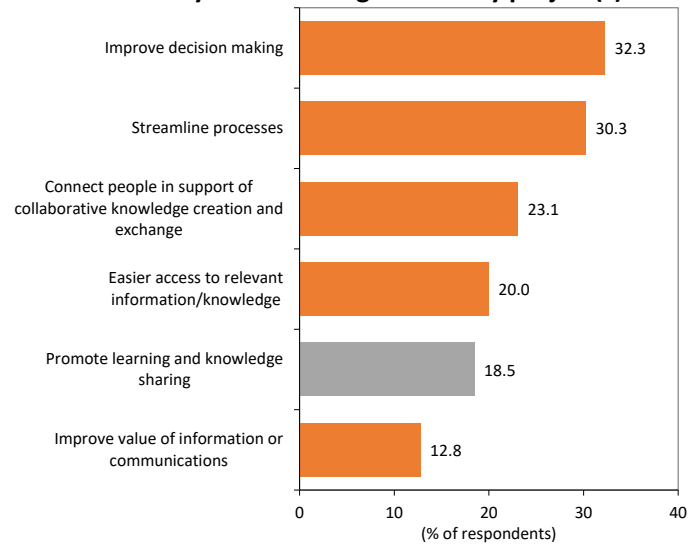 Improve decision making
32.3
Streamline processes
30.3
Connect people in support of
collaborative knowledge creation and
exchange
23.1
Easier access to relevant
information/knowledge
20.0
Promote learning and knowledge
sharing
18.5
Improve value of information or
communications
12.8
0 10 20 30 40
(% of respondents)